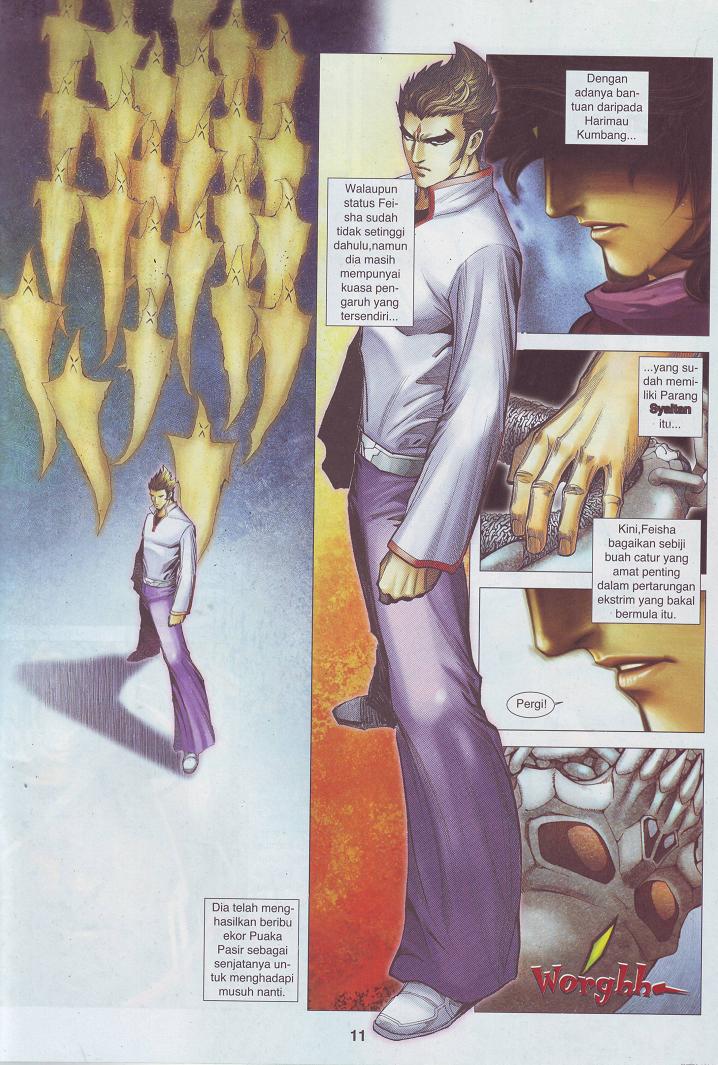 Dia telah meng-
hasilkan beribu
ekor Puaka
Pasir sebagai
senjatanya un-
tuk menghadapi
musuh nanti.
Walaupun
status Fei-
sha sudah
tidak setinggi
dahulu,namun
dia masih
mempunyai
kuasa pen-
garuh yang
tersendiri...
Dengan
adanya ban-
tuan daripada
Harimau
Kumbang...
...yang su-
dah memi-
liki Parang
Syaitan
itu...
Kini,Feisha
bagaikan sebiji
buah catur yang
amat penting
dalam pertarungan
ekstrim yang bakal
bermula itu.
Pergi!
Worghh
11